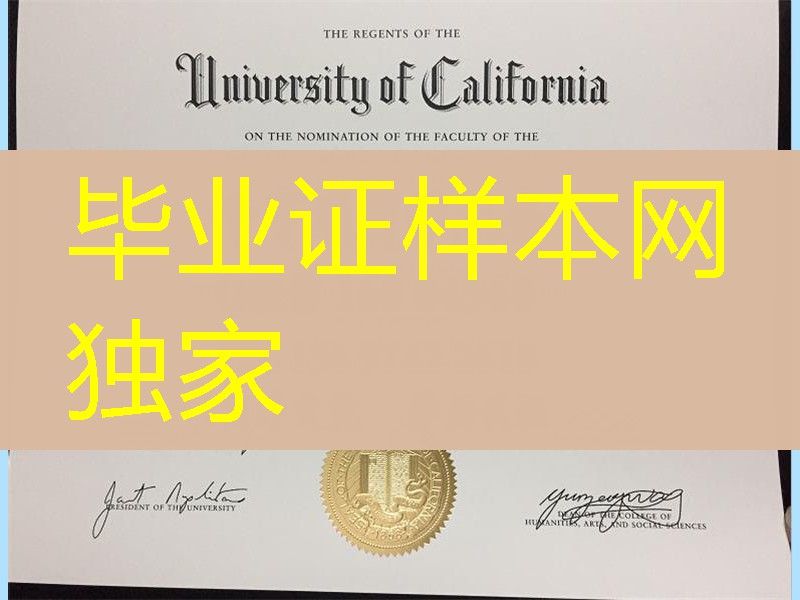 THE REGENTS OF THE
University of California
ON THE NOMINATION OF THE FACULTY OF THE
毕业证样本网
独家
PRESIDENT OF THE UNIVERSITY
DEAN OF THE COLLEGE OF
HUMANITIES, ARTS, AND SOCIAL SCIENCES